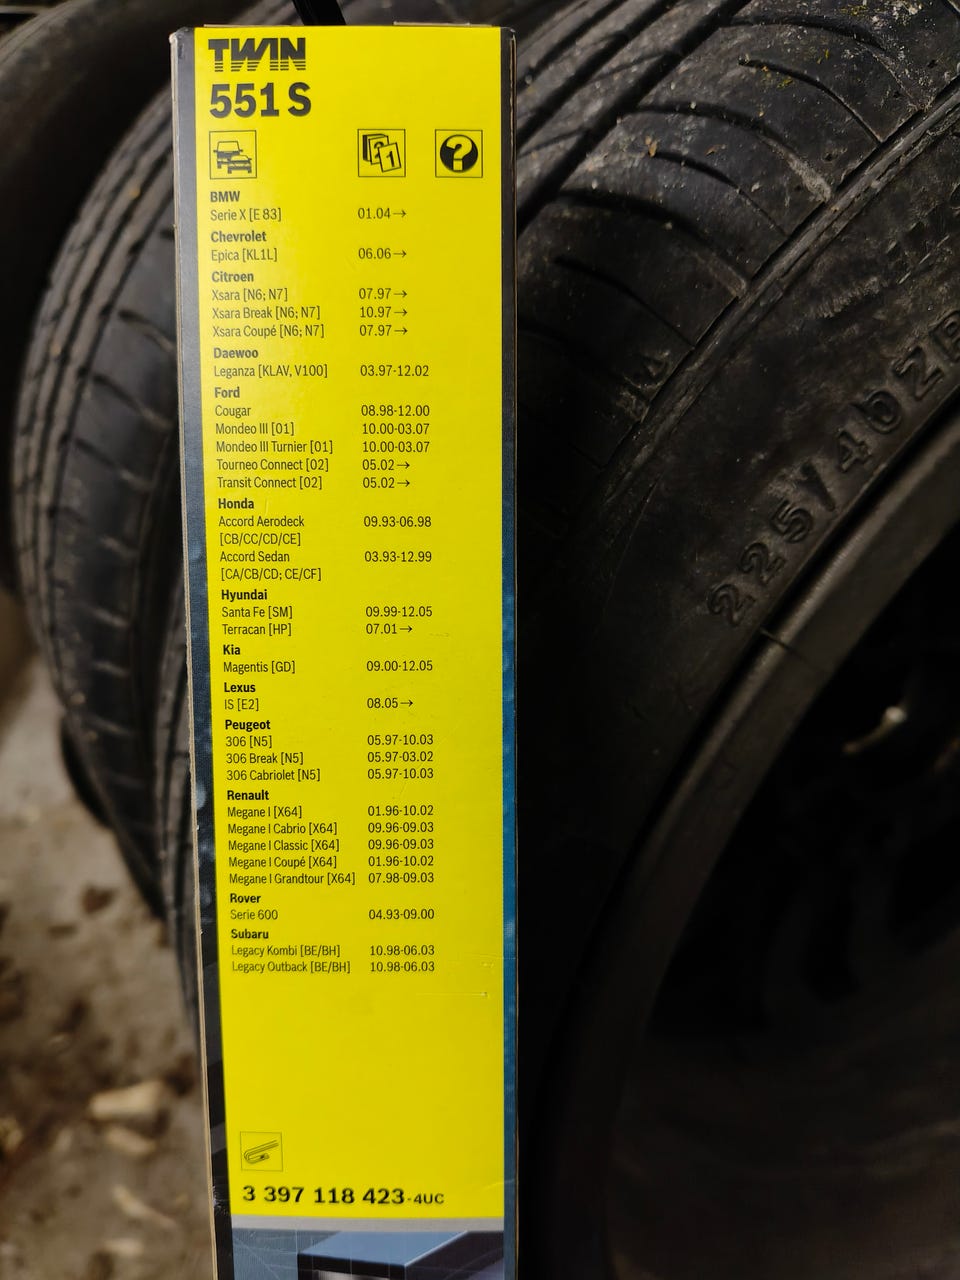 TWIN
551 S
2 1 ?
BMW
Serie X [E 83] 01.04→
Chevrolet
Epica [KL1L] 06.06→
Citroen
Xsara [N6; N7] 07.97→
Xsara Break [N6; N7] 10.97→
Xsara Coupé [N6; N7] 07.97→
Daewoo
Leganza [KLAV, V100] 03.97-12.02
Ford
Cougar 08.98-12.00
Mondeo III [01] 10.00-03.07
Mondeo III Turnier [01] 10.00-03.07
Tourneo Connect [02] 05.02→
Transit Connect [02] 05.02→
Honda
Accord Aerodeck 09.93-06.98
[CB/CC/CD/CE]
Accord Sedan 03.93-12.99
[CA/CB/CD; CE/CF]
Hyundai
Santa Fe [SM] 09.99-12.05
Terracan [HP] 07.01→
Kia
Magentis [GD] 09.00-12.05
Lexus
IS [E2] 08.05→
Peugeot
306 [N5] 05.97-10.03
306 Break [N5] 05.97-03.02
306 Cabriolet [N5] 05.97-10.03
Renault
Megane I [X64] 01.96-10.02
Megane I Cabrio [X64] 09.96-09.03
Megane I Classic [X64] 09.96-09.03
Megane I Coupé [X64] 01.96-10.02
Megane I Grandtour [X64] 07.98-09.03
Rover
Serie 600 04.93-09.00
Subaru
Legacy Kombi [BE/BH] 10.98-06.03
Legacy Outback [BE/BH] 10.98-06.03
3 397 118 423-4UC
225/40 ZR